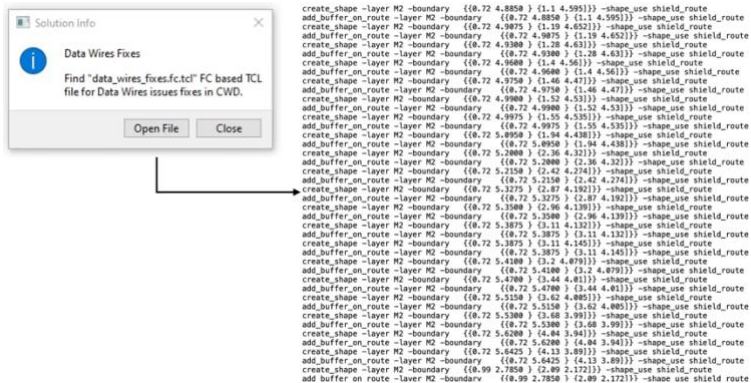 Solution Info
Data Wires Fixes
Find "data_wires_fixes.fc.tcl" FC based TCL
file for Data Wires issues fixes in CWD.
Open File
Close
create_shape -layer M2 -boundary {{0.72 4.8850 } {1.1 4.595}} -shape_use shield_route
add_buffer_on_route -layer M2 -boundary {{0.72 4.8850 } {1.1 4.595}} -shape_use shield_route
create_shape -layer M2 -boundary {{0.72 4.9075 } {1.19 4.652}} -shape_use shield_route
add_buffer_on_route -layer M2 -boundary {{0.72 4.9075 } {1.19 4.652}} -shape_use shield_route
create_shape -layer M2 -boundary {{0.72 4.9300 } {1.28 4.63}} -shape_use shield_route
add_buffer_on_route -layer M2 -boundary {{0.72 4.9300 } {1.28 4.63}} -shape_use shield_route
create_shape -layer M2 -boundary {{0.72 4.9600 } {1.4 4.56}} -shape_use shield_route
add_buffer_on_route -layer M2 -boundary {{0.72 4.9600 } {1.4 4.56}} -shape_use shield_route
create_shape -layer M2 -boundary {{0.72 4.9750 } {1.46 4.47}} -shape_use shield_route
add_buffer_on_route -layer M2 -boundary {{0.72 4.9750 } {1.46 4.47}} -shape_use shield_route
create_shape -layer M2 -boundary {{0.72 4.9900 } {1.52 4.53}} -shape_use shield_route
add_buffer_on_route -layer M2 -boundary {{0.72 4.9900 } {1.52 4.53}} -shape_use shield_route
create_shape -layer M2 -boundary {{0.72 4.9975 } {1.55 4.535}} -shape_use shield_route
add_buffer_on_route -layer M2 -boundary {{0.72 4.9975 } {1.55 4.535}} -shape_use shield_route
create_shape -layer M2 -boundary {{0.72 5.0950 } {1.94 4.438}} -shape_use shield_route
add_buffer_on_route -layer M2 -boundary {{0.72 5.0950 } {1.94 4.438}} -shape_use shield_route
create_shape -layer M2 -boundary {{0.72 5.2000 } {2.36 4.32}} -shape_use shield_route
add_buffer_on_route -layer M2 -boundary {{0.72 5.2000 } {2.36 4.32}} -shape_use shield_route
create_shape -layer M2 -boundary {{0.72 5.2150 } {2.42 4.274}} -shape_use shield_route
add_buffer_on_route -layer M2 -boundary {{0.72 5.2150 } {2.42 4.274}} -shape_use shield_route
create_shape -layer M2 -boundary {{0.72 5.3275 } {2.87 4.192}} -shape_use shield_route
add_buffer_on_route -layer M2 -boundary {{0.72 5.3275 } {2.87 4.192}} -shape_use shield_route
create_shape -layer M2 -boundary {{0.72 5.3500 } {2.96 4.139}} -shape_use shield_route
add_buffer_on_route -layer M2 -boundary {{0.72 5.3500 } {2.96 4.139}} -shape_use shield_route
create_shape -layer M2 -boundary {{0.72 5.3875 } {3.11 4.132}} -shape_use shield_route
add_buffer_on_route -layer M2 -boundary {{0.72 5.3875 } {3.11 4.132}} -shape_use shield_route
create_shape -layer M2 -boundary {{0.72 5.3875 } {3.11 4.145}} -shape_use shield_route
add_buffer_on_route -layer M2 -boundary {{0.72 5.3875 } {3.11 4.145}} -shape_use shield_route
create_shape -layer M2 -boundary {{0.72 5.4100 } {3.2 4.079}} -shape_use shield_route
add_buffer_on_route -layer M2 -boundary {{0.72 5.4100 } {3.2 4.079}} -shape_use shield_route
create_shape -layer M2 -boundary {{0.72 5.4700 } {3.44 4.01}} -shape_use shield_route
add_buffer_on_route -layer M2 -boundary {{0.72 5.4700 } {3.44 4.01}} -shape_use shield_route
create_shape -layer M2 -boundary {{0.72 5.5150 } {3.62 4.005}} -shape_use shield_route
add_buffer_on_route -layer M2 -boundary {{0.72 5.5150 } {3.62 4.005}} -shape_use shield_route
create_shape -layer M2 -boundary {{0.72 5.5300 } {3.68 3.99}} -shape_use shield_route
add_buffer_on_route -layer M2 -boundary {{0.72 5.5300 } {3.68 3.99}} -shape_use shield_route
create_shape -layer M2 -boundary {{0.72 5.6200 } {4.04 3.94}} -shape_use shield_route
add_buffer_on_route -layer M2 -boundary {{0.72 5.6200 } {4.04 3.94}} -shape_use shield_route
create_shape -layer M2 -boundary {{0.72 5.6425 } {4.13 3.89}} -shape_use shield_route
add_buffer_on_route -layer M2 -boundary {{0.72 5.6425 } {4.13 3.89}} -shape_use shield_route
create_shape -layer M2 -boundary {{0.99 2.7850 } {2.09 2.172}} -shape_use shield_route
add_buffer_on_route -layer M2 -boundary {{0.99 2.7850 } {2.09 2.172}} -shape_use shield_route